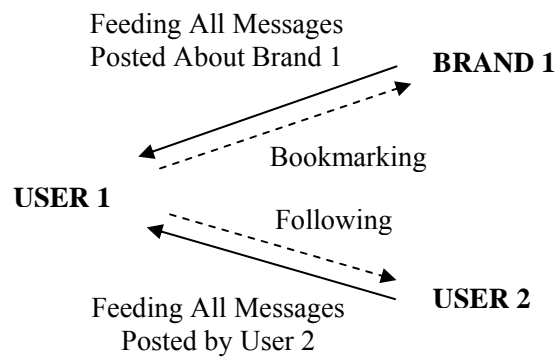 Feeding All Messages
Posted About Brand 1
BRAND 1
Bookmarking
USER 1
Following
USER 2
Feeding All Messages
Posted by User 2